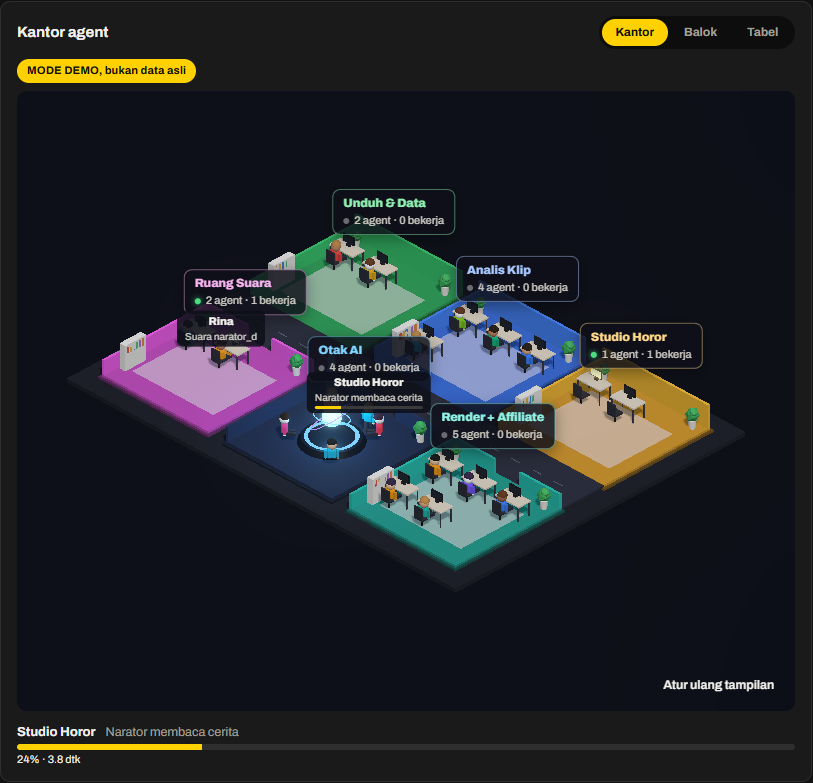 Kantor agent
Kantor
Balok
Tabel
MODE DEMO, bukan data asli
Unduh & Data
2 agent · 0 bekerja
Analis Klip
4 agent · 0 bekerja
Ruang Suara
2 agent · 1 bekerja
Rina
Suara narator_d
Studio Horor
1 agent · 1 bekerja
Otak AI
4 agent · 0 bekerja
Studio Horor
Narator membaca cerita
Render + Affiliate
5 agent · 0 bekerja
Atur ulang tampilan
Studio Horor Narator membaca cerita
24% · 3.8 dtk